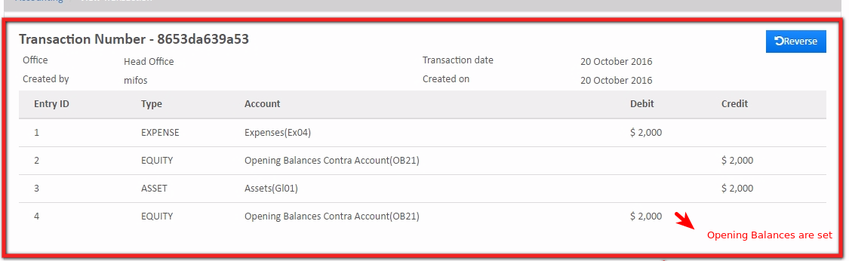 Transaction Number - 8653da639a53
Reverse
Office Head Office Transaction date 20 October 2016
Created by mifos Created on 20 October 2016
Entry ID Type Account Debit Credit
1 EXPENSE Expenses(Ex04) $ 2,000
2 EQUITY Opening Balances Contra Account(OB21) $ 2,000
3 ASSET Assets(Gl01) $ 2,000
4 EQUITY Opening Balances Contra Account(OB21) $ 2,000
Opening Balances are set